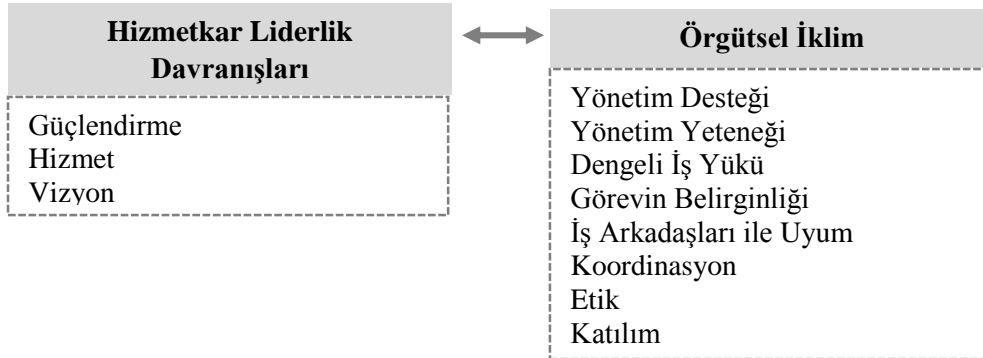 Hizmetkar Liderlik
Davranışları
Güçlendirme
Hizmet
Vizyon
Örgütsel İklim
Yönetim Desteği
Yönetim Yeteneği
Dengeli İş Yükü
Görevin Belirginliği
İş Arkadaşları ile Uyum
Koordinasyon
Etik
Katılım